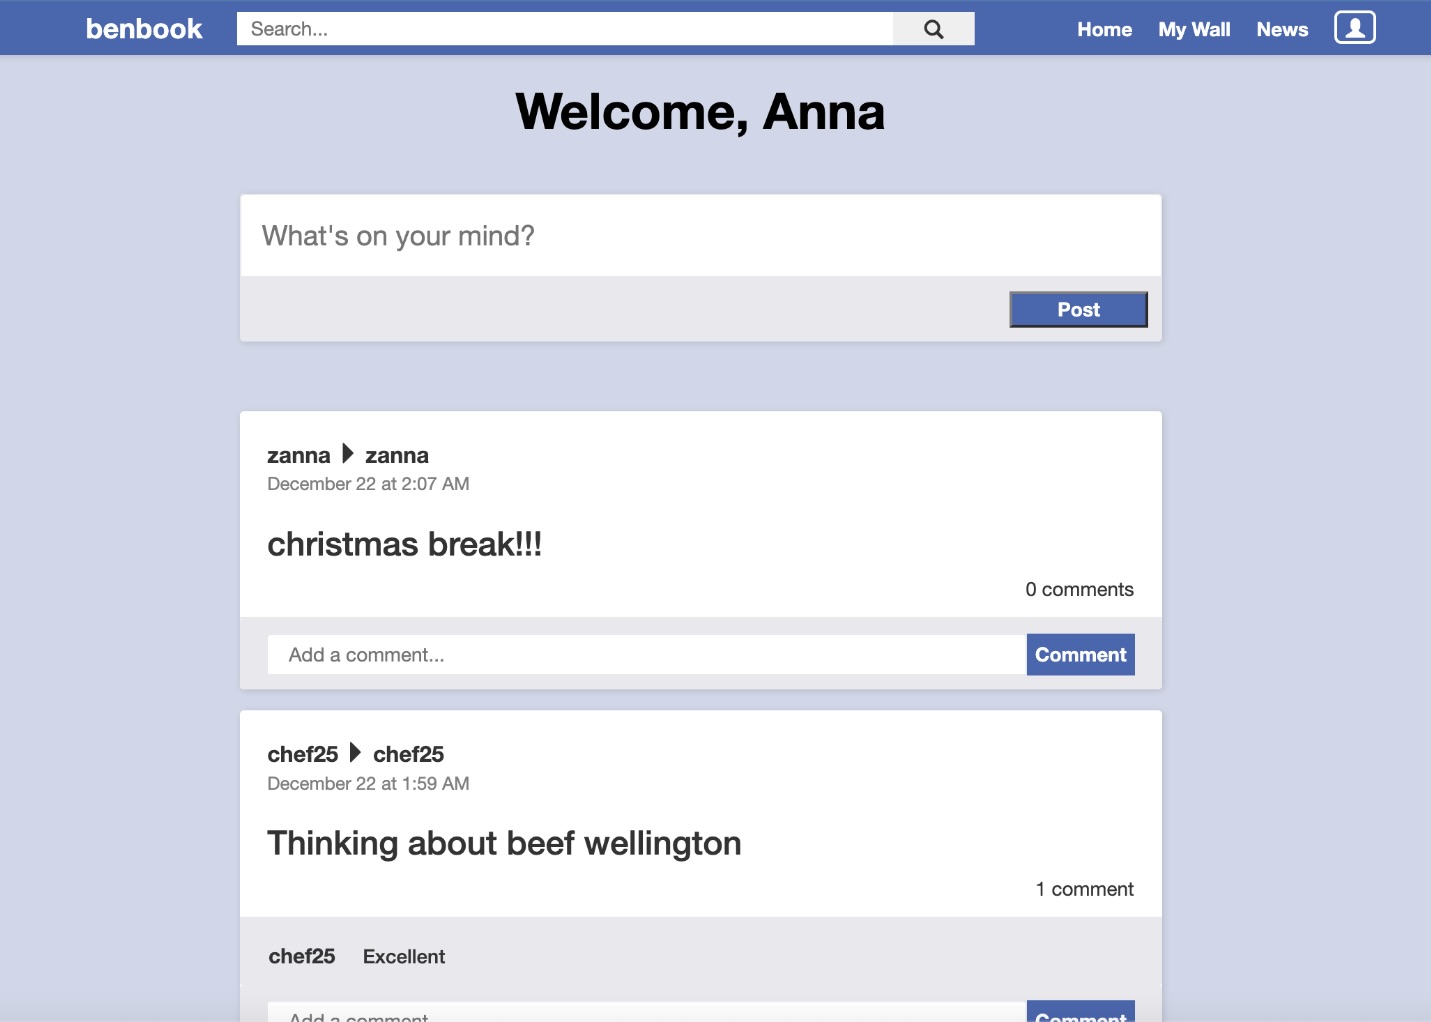 benbook
Search...
Home
My Wall
News
Welcome, Anna
What's on your mind?
Post
zanna zanna
December 22 at 2:07 AM
christmas break!!!
0 comments
Add a comment...
Comment
chef25 chef25
December 22 at 1:59 AM
Thinking about beef wellington
1 comment
chef25 Excellent
Add a comment
Comment